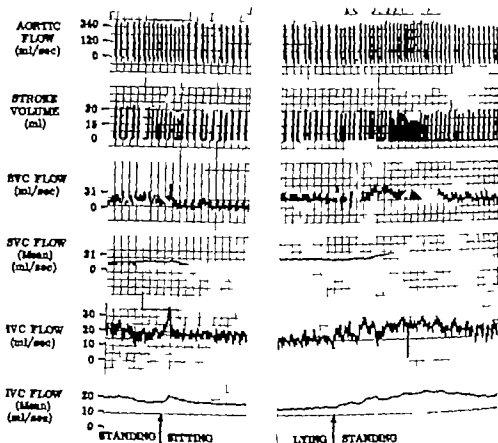 AORTIC
FLOW
(ml/sec)
240
120
0
STROKE
VOLUME
(ml)
30
15
0
SVC FLOW
(ml/sec)
31
0
SVC FLOW
(Mean)
(ml/sec)
31
0
IVC FLOW
(ml/sec)
30
20
10
0
IVC FLOW
(Mean)
(ml/sec)
20
10
0
STANDING SITTING
LYING STANDING